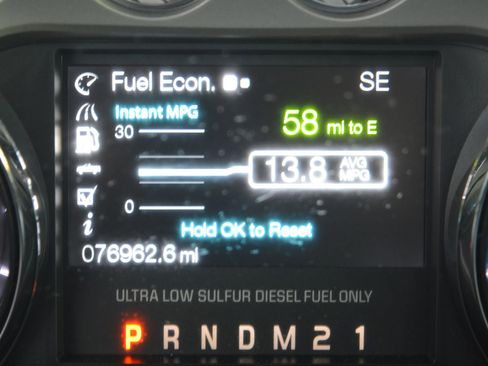 Fuel Econ. SE
Instant MPG
30
58 mi to E
13.8 AVG MPG
0
Hold OK to Reset
076962.6 mi
ULTRA LOW SULFUR DIESEL FUEL ONLY
P R N D M 2 1